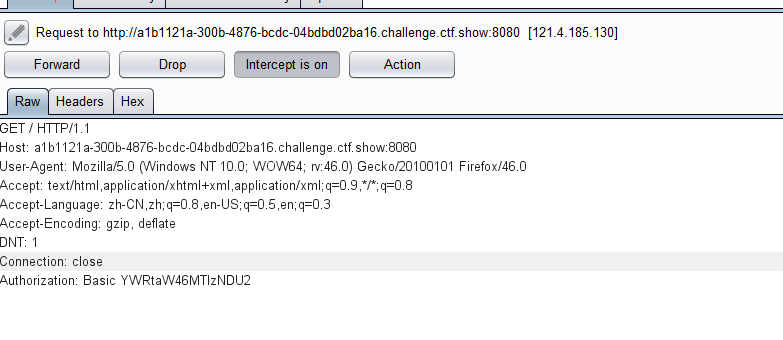 Request to http://a1b1121a-300b-4876-bcdc-04bdbd02ba16.challenge.ctf.show:8080 [121.4.185.130]
Forward Drop Intercept is on Action
Raw Headers Hex
GET / HTTP/1.1
Host: a1b1121a-300b-4876-bcdc-04bdbd02ba16.challenge.ctf.show:8080
User-Agent: Mozilla/5.0 (Windows NT 10.0; WOW64; rv:46.0) Gecko/20100101 Firefox/46.0
Accept: text/html,application/xhtml+xml,application/xml;q=0.9,*/*;q=0.8
Accept-Language: zh-CN,zh;q=0.8,en-US;q=0.5,en;q=0.3
Accept-Encoding: gzip, deflate
DNT: 1
Connection: close
Authorization: Basic YWRtaW46MTIzNDU2